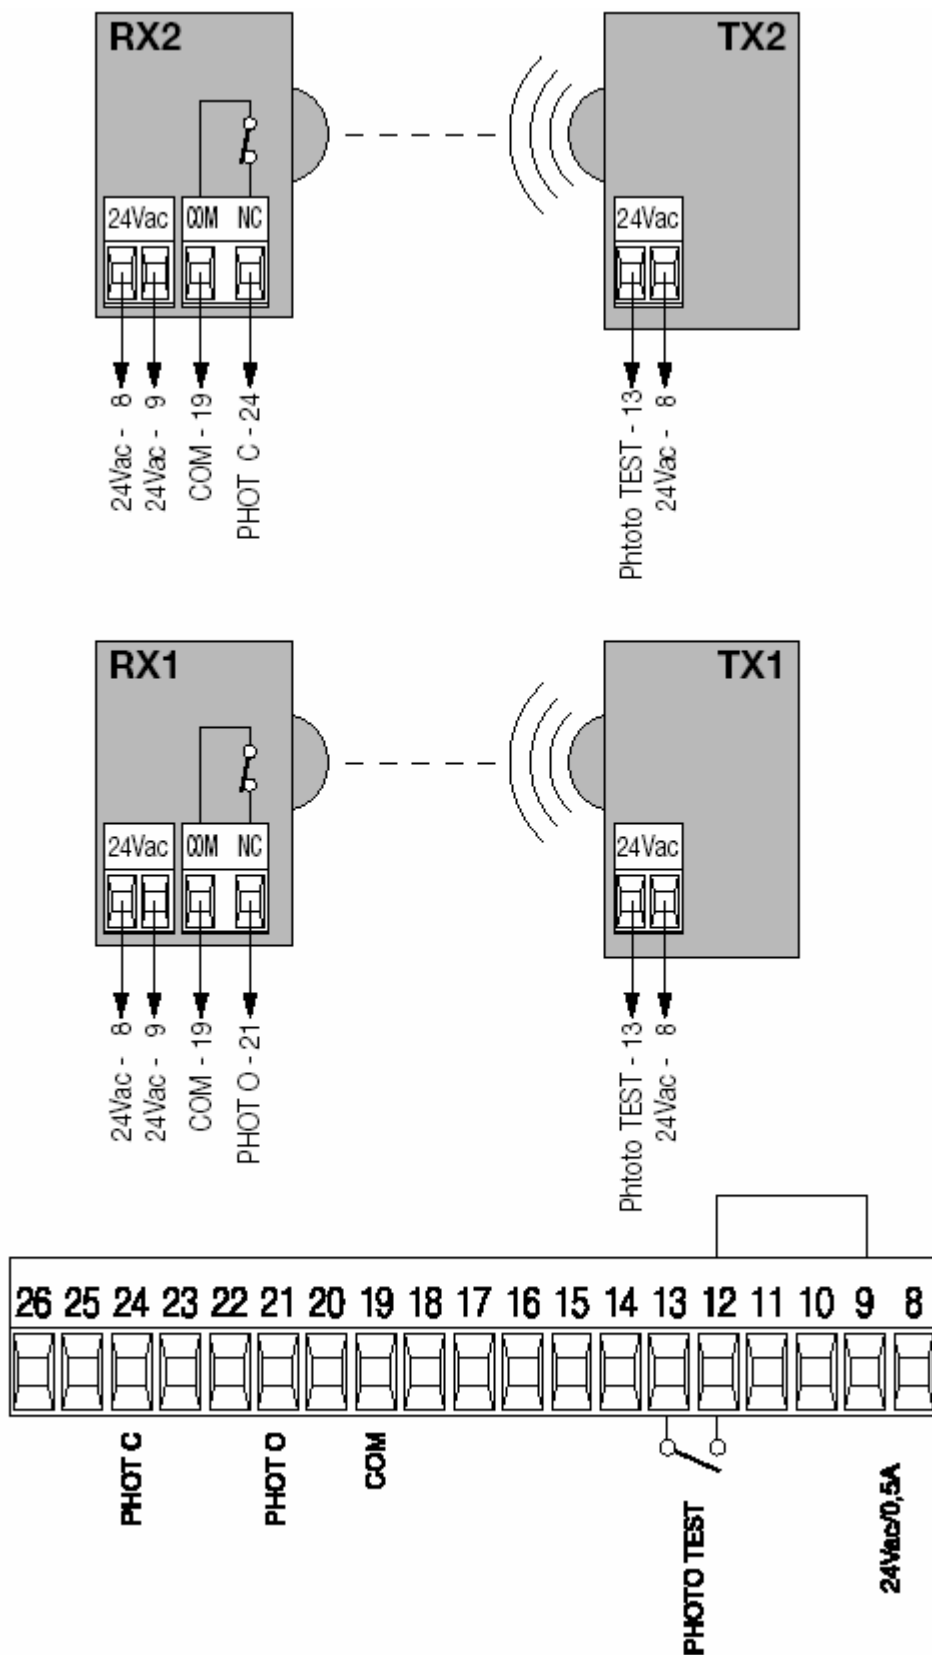 RX2
TX2
24Vac COM NC
24Vac
24Vac - 8
24Vac - 9
COM - 19
PHOT C - 24
Phtoto TEST - 13
24Vac - 8
RX1
TX1
24Vac COM NC
24Vac
24Vac - 8
24Vac - 9
COM - 19
PHOT O - 21
Phtoto TEST - 13
24Vac - 8
26 25 24 23 22 21 20 19 18 17 16 15 14 13 12 11 10 9 8
PHOT C
PHOT O
COM
PHOTO TEST
24Vac/0,5A